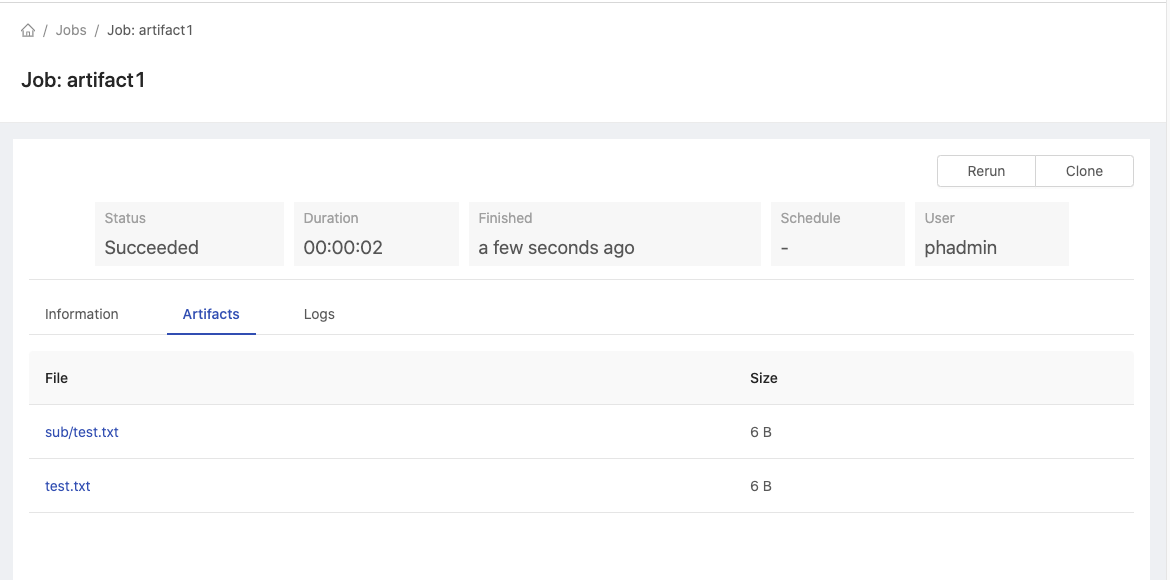 / Jobs / Job: artifact1
Job: artifact1
Rerun Clone
Status Duration Finished Schedule User
Succeeded 00:00:02 a few seconds ago - phadmin
Information Artifacts Logs
File Size
sub/test.txt 6 B
test.txt 6 B